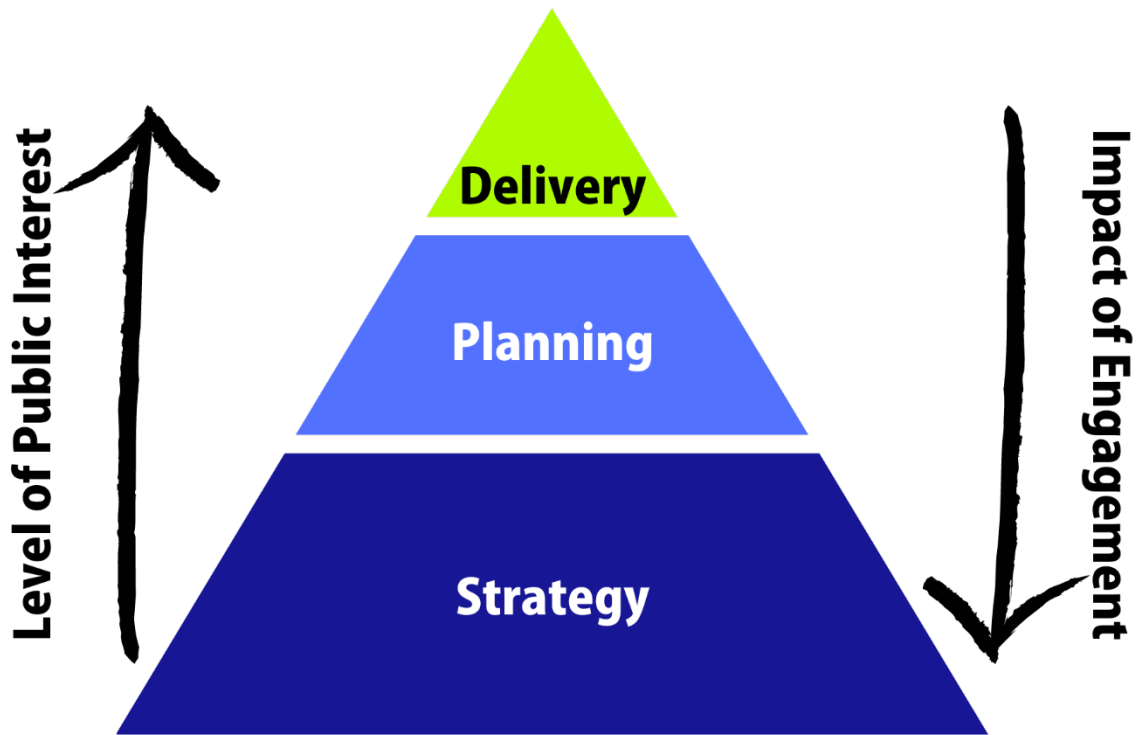 Level of Public Interest
Delivery
Planning
Strategy
Impact of Engagement